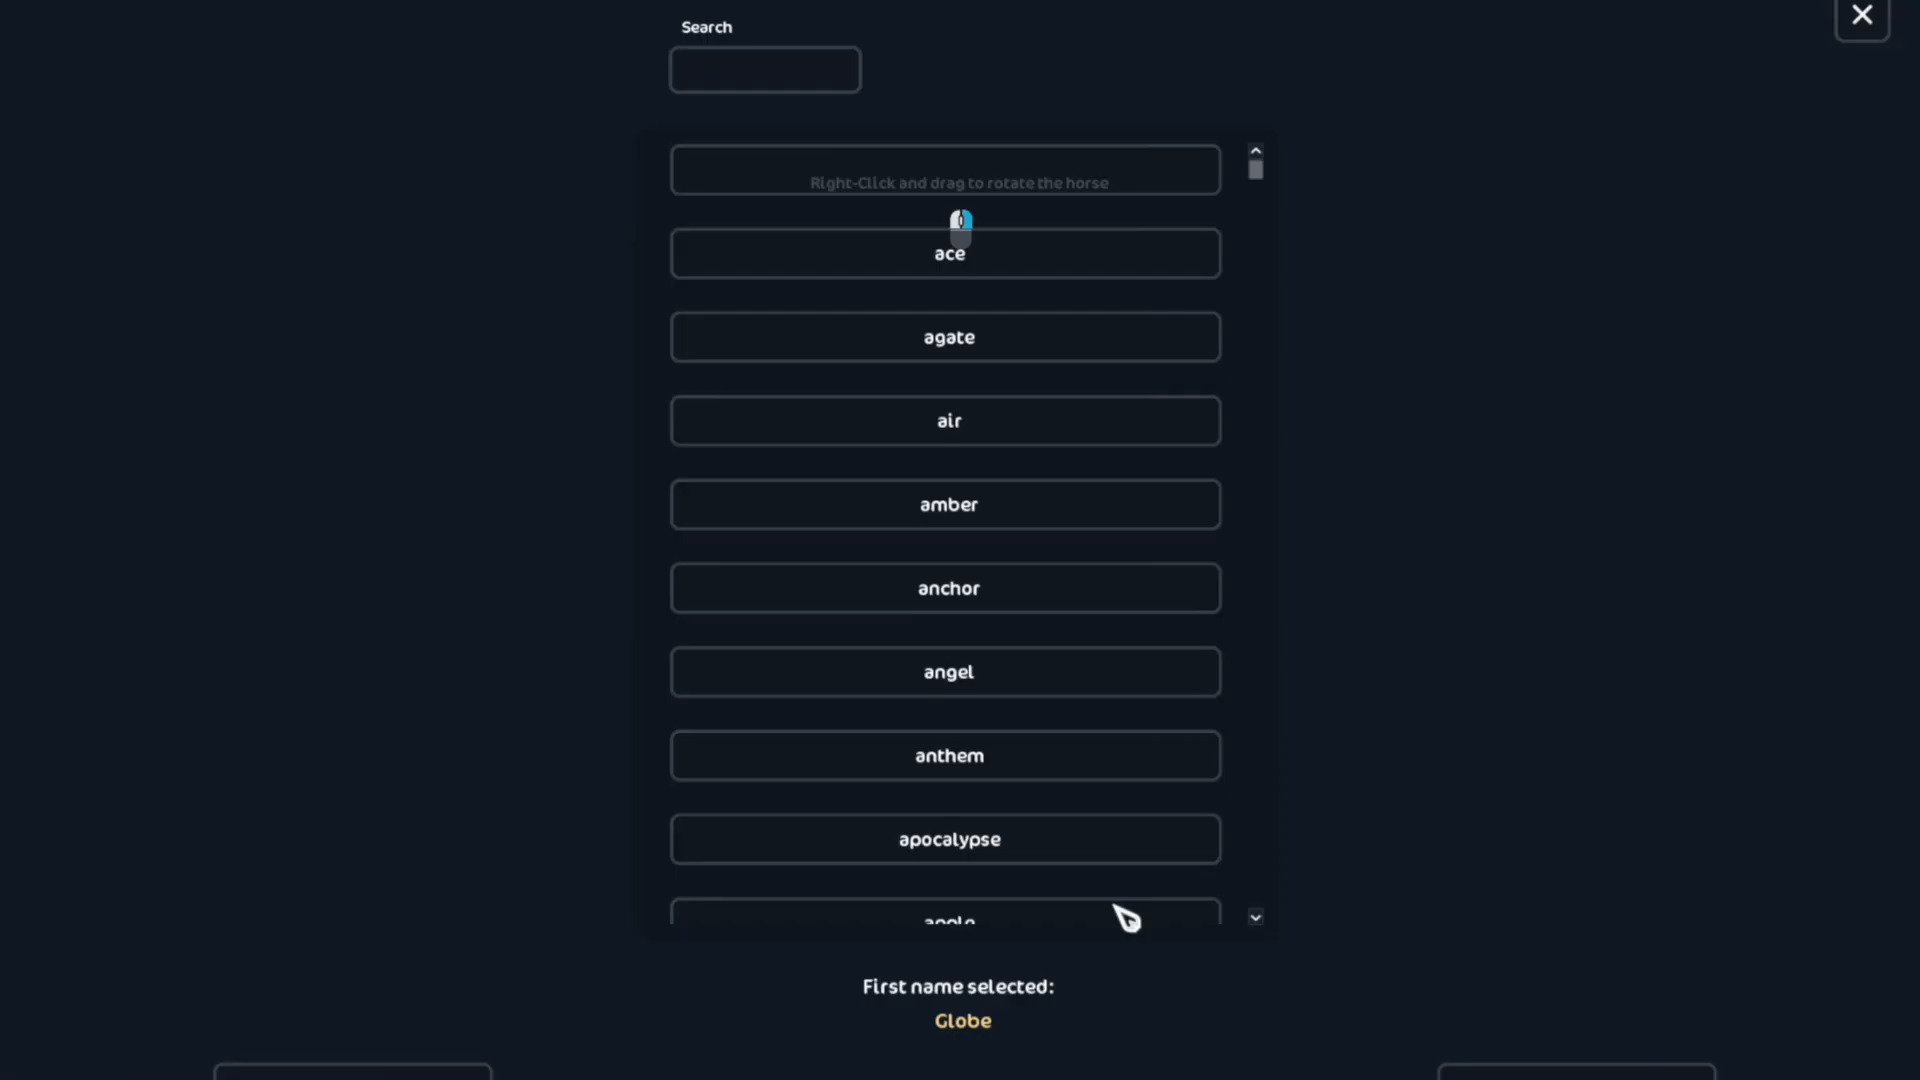 Search
Right-Click and drag to rotate the horse
ace
agate
air
amber
anchor
angel
anthem
apocalypse
apple
First name selected:
Globe